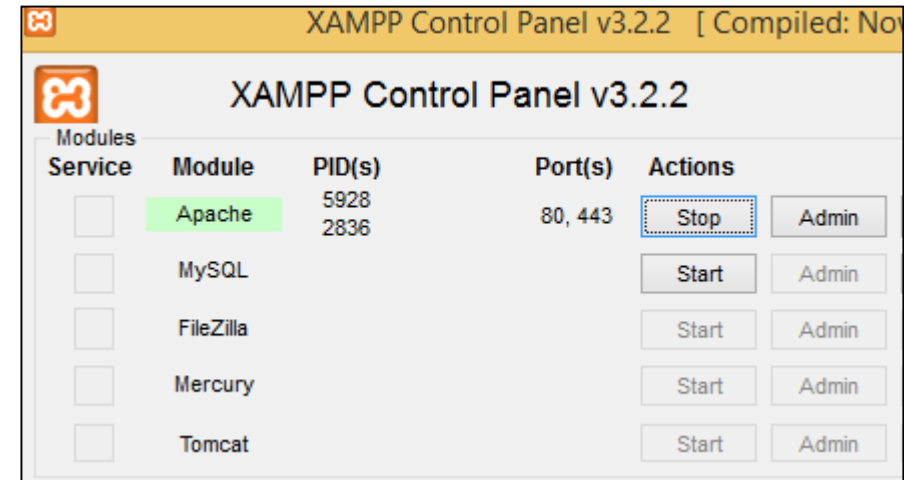 XAMPP Control Panel v3.2.2 [ Compiled: Nov
XAMPP Control Panel v3.2.2
Modules
Service Module PID(s) Port(s) Actions
Apache 5928 2836 80, 443 Stop Admin
MySQL Start Admin
FileZilla Start Admin
Mercury Start Admin
Tomcat Start Admin